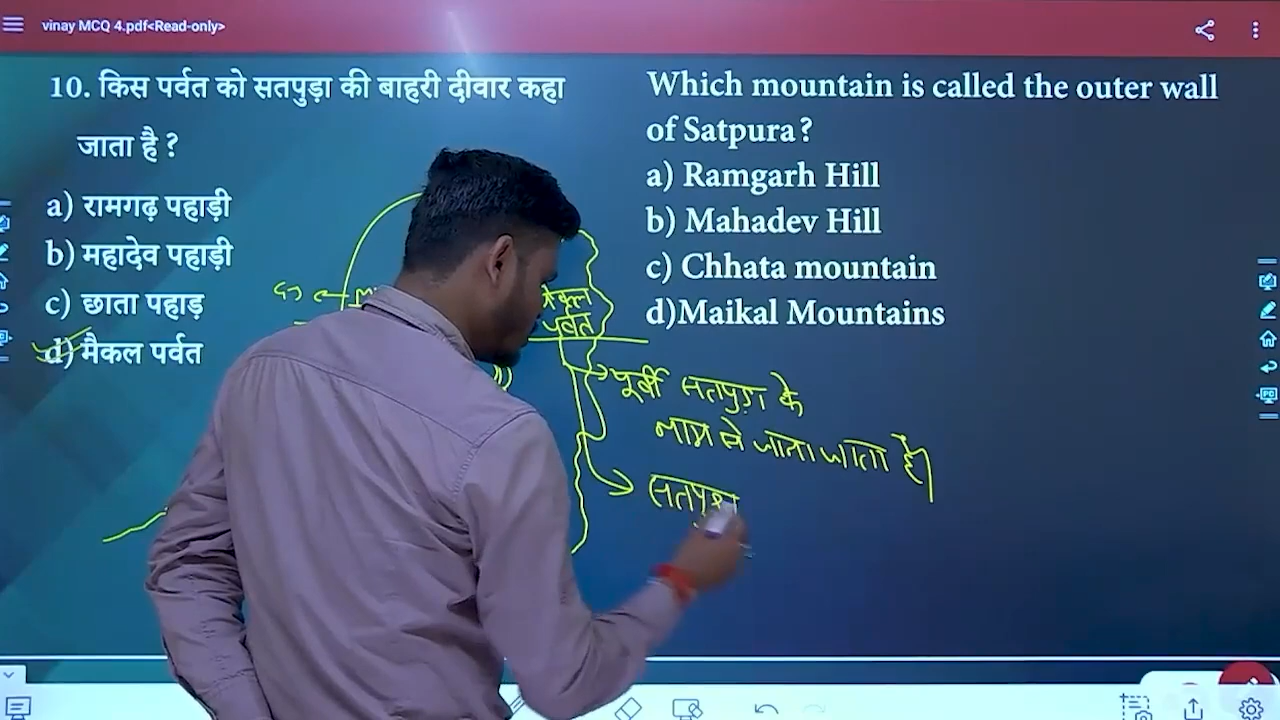 vinay MCQ 4.pdf<Read-only>
10. किस पर्वत को सतपुड़ा की बाहरी दीवार कहा
जाता है ?
a) रामगढ़ पहाड़ी
b) महादेव पहाड़ी
c) छाता पहाड़
d) मैकल पर्वत
Which mountain is called the outer wall
of Satpura?
a) Ramgarh Hill
b) Mahadev Hill
c) Chhata mountain
d)Maikal Mountains
पर्वत
पूर्वी सतपुड़ा के
नाम से जाना जाता है।